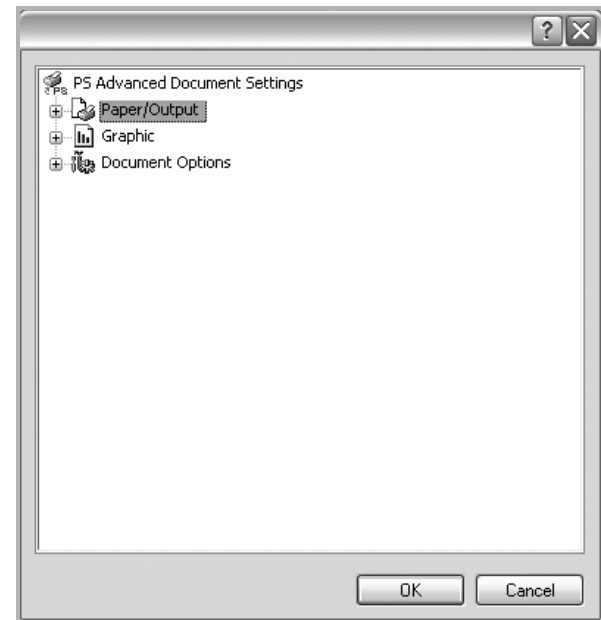 PS Advanced Document Settings
Paper/Output
Graphic
Document Options
OK
Cancel